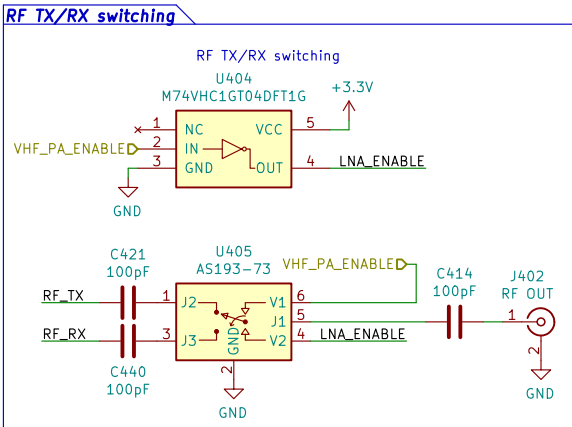 RF TX/RX switching
RF TX/RX switching
U404
M74VHC1GT04DFT1G
+3.3V
1 NC VCC 5
VHF_PA_ENABLE 2 IN
3 GND OUT 4 LNA_ENABLE
GND
C421
100pF
U405
AS193-73
VHF_PA_ENABLE
C414
100pF
J402
RF OUT
RF_TX 1 J2 V1 6
J1 5 1
RF_RX 3 J3 GND V2 4 LNA_ENABLE
2
2
C440
100pF
GND
GND